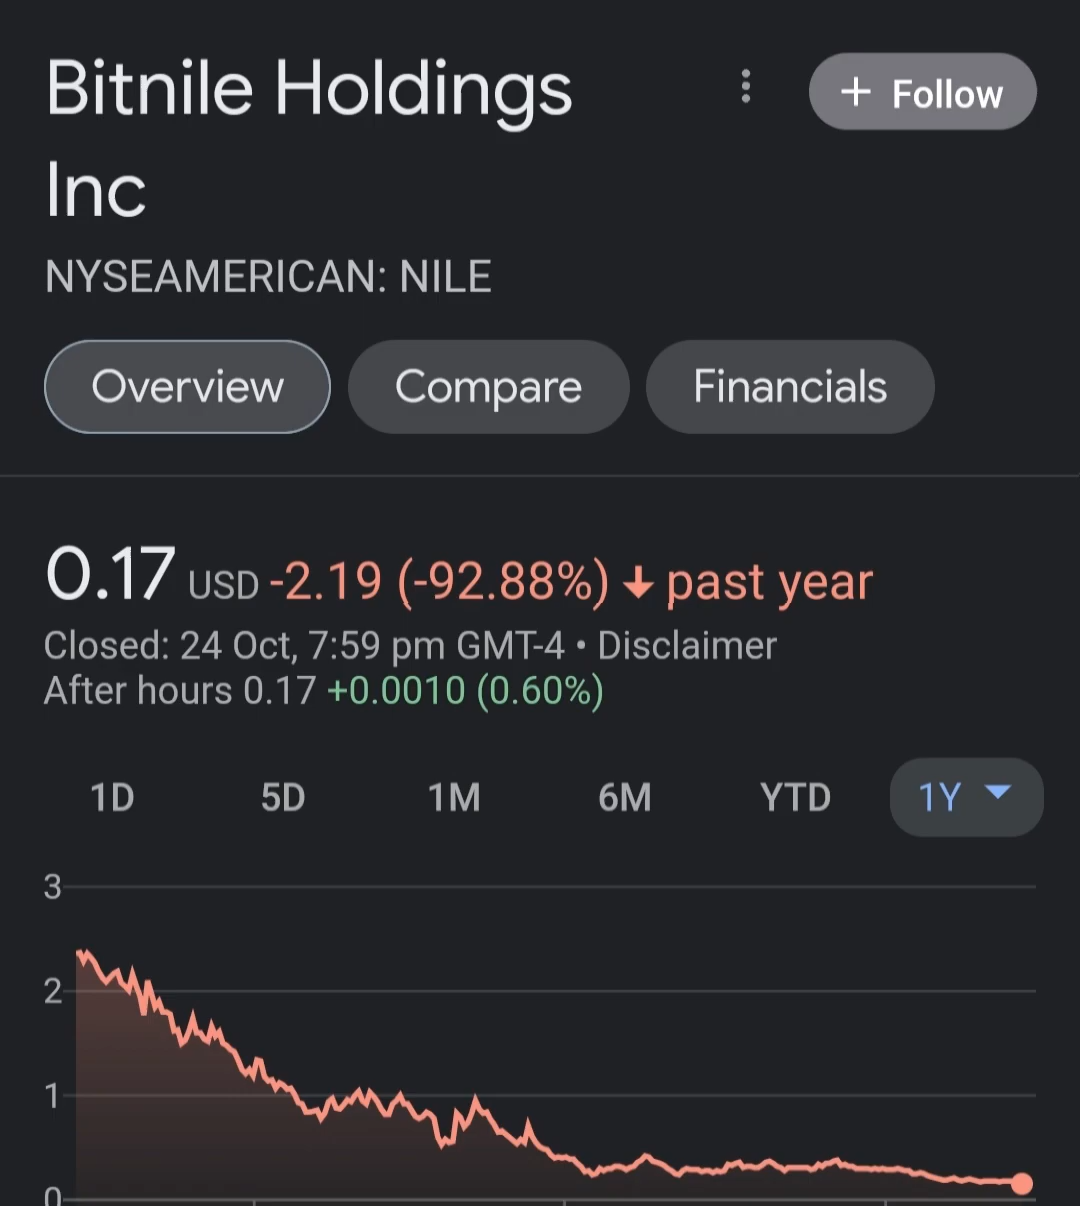 Bitnile Holdings
Inc
+ Follow
NYSEAMERICAN: NILE
Overview Compare Financials
0.17 USD -2.19 (-92.88%) ↓ past year
Closed: 24 Oct, 7:59 pm GMT-4 • Disclaimer
After hours 0.17 +0.0010 (0.60%)
1D 5D 1M 6M YTD 1Y
3
2
1
0